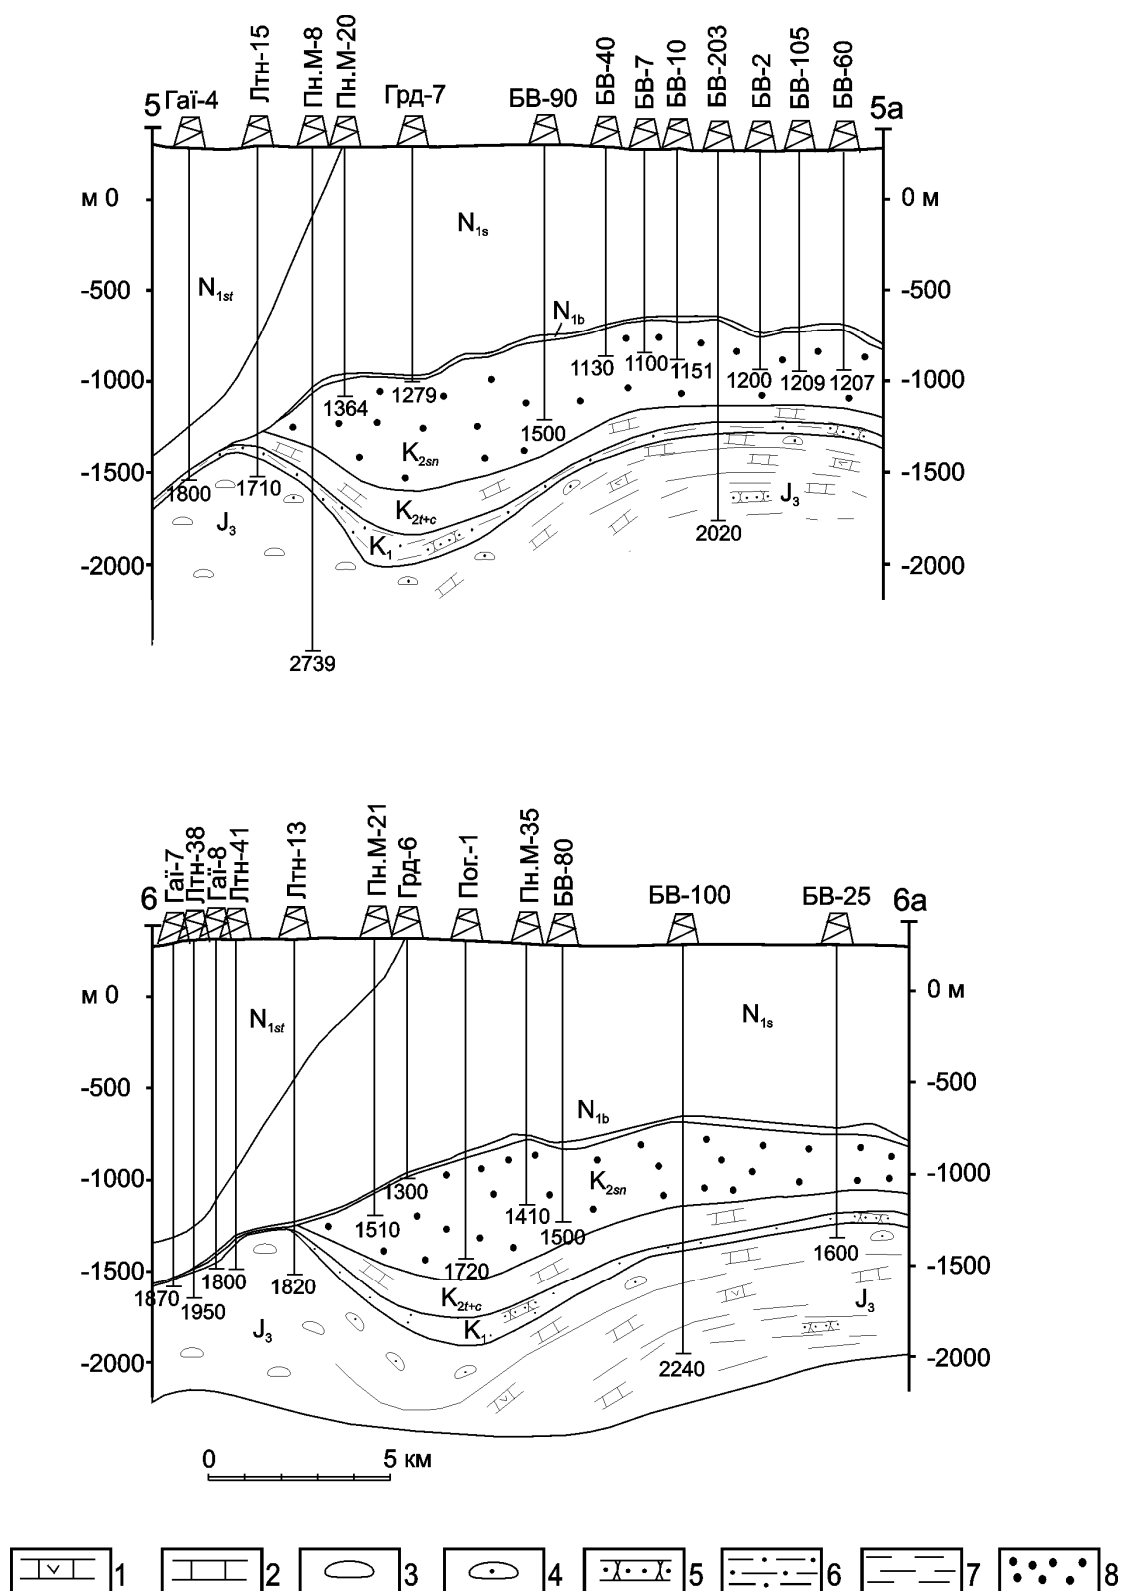 5
Гаї-4
Лтн-15
Пн.М-8
Пн.М-20
Грд-7
БВ-90
БВ-40
БВ-7
БВ-10
БВ-203
БВ-2
БВ-105
БВ-60
5а
м 0
0 м
N1s
N1st
-500
-500
N1b
-1000
-1000
1130
1100
1151
1200
1209
1207
1364
1279
1500
K2sn
-1500
-1500
1800
1710
K2t+c
J3
J3
2020
K1
-2000
-2000
2739
6
Гаї-7
Лтн-38
Гаї-8
Лтн-41
Лтн-13
Пн.М-21
Грд-6
Пог.-1
Пн.М-35
БВ-80
БВ-100
БВ-25
6а
м 0
0 м
N1st
N1s
-500
-500
N1b
-1000
-1000
1300
K2sn
1510
1410
1500
1600
-1500
1720
-1500
1870
1800
1820
1950
K2t+c
J3
K1
J3
-2000
2240
-2000
0 5 км
1 2 3 4 5 6 7 8